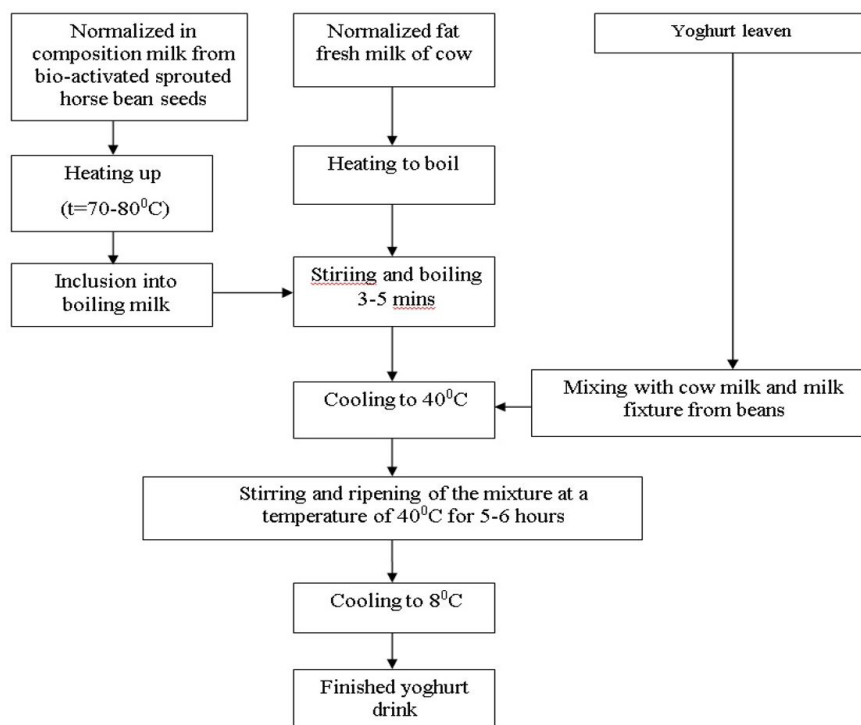 Normalized in
composition milk from
bio-activated sprouted
horse bean seeds
Normalized fat
fresh milk of cow
Yoghurt leaven
Heating up
(t=70-80⁰C)
Heating to boil
Inclusion into
boiling milk
Stiriing and boiling
3-5 mins
Cooling to 40⁰C
Mixing with cow milk and milk
fixture from beans
Stirring and ripening of the mixture at a
temperature of 40⁰C for 5-6 hours
Cooling to 8⁰C
Finished yoghurt
drink